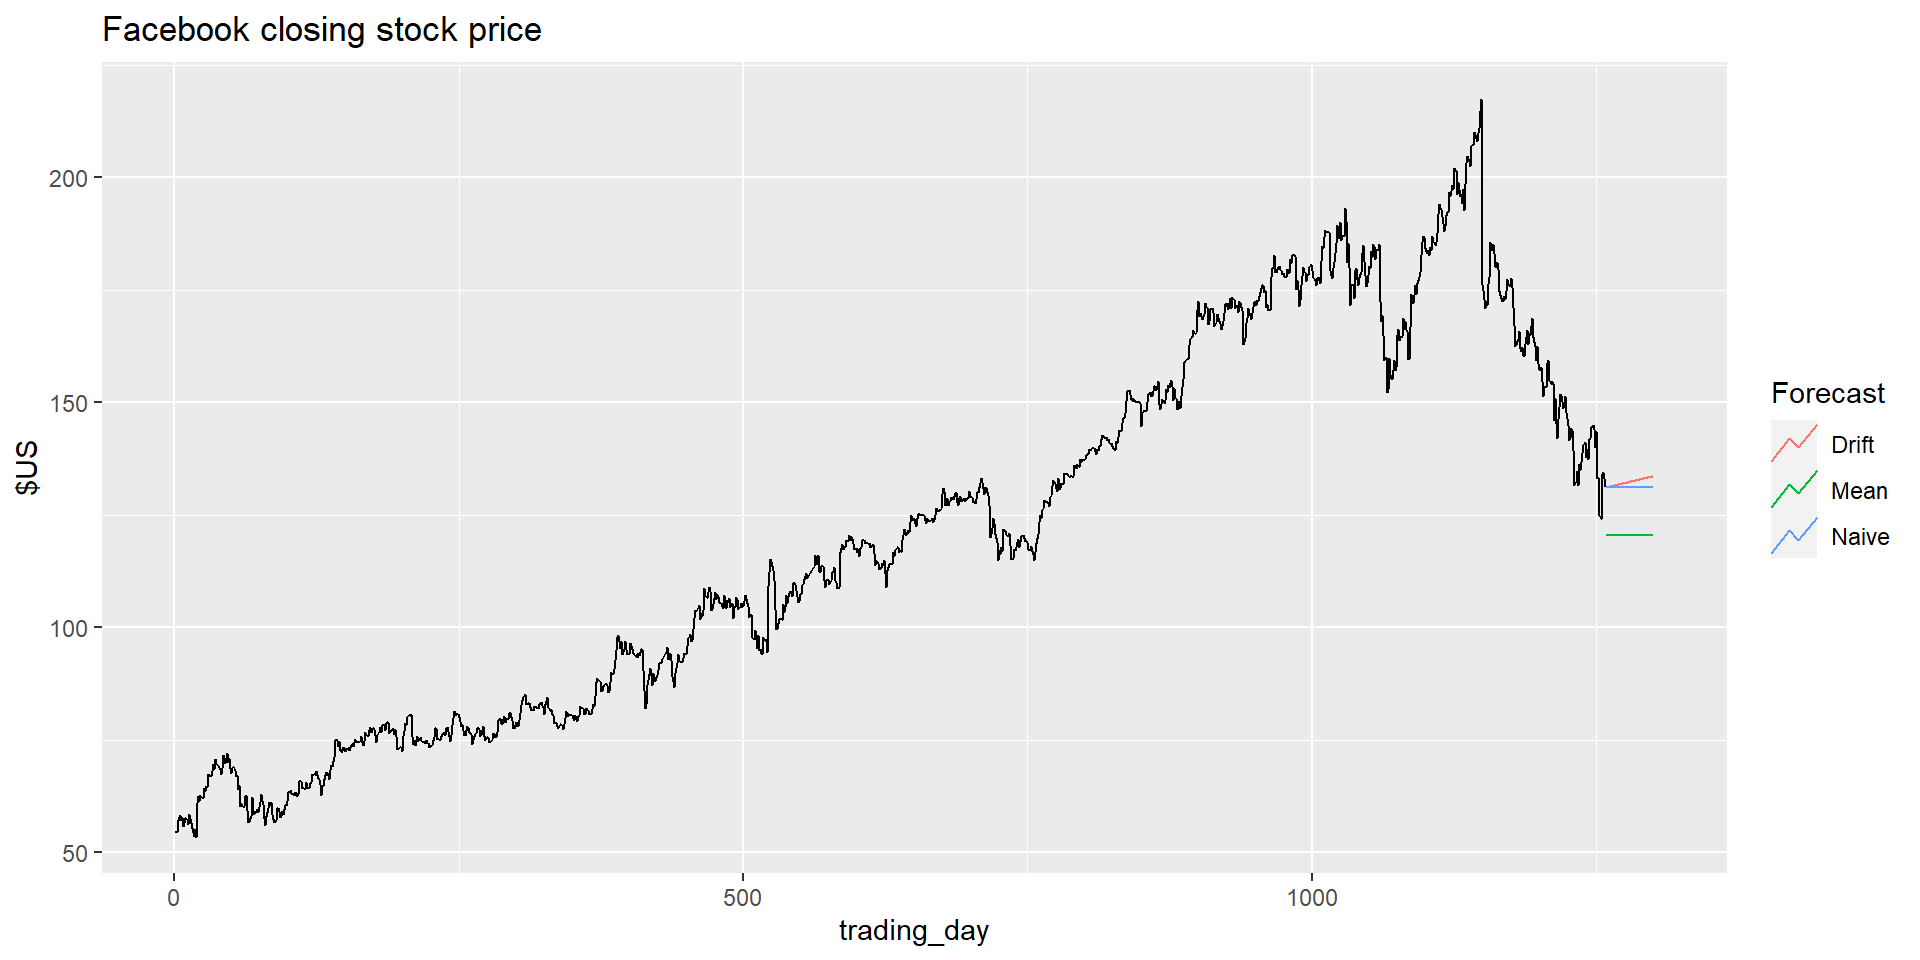 Facebook closing stock price
200
150
100
50
$US
0
500
1000
trading_day
Forecast
Drift
Mean
Naive